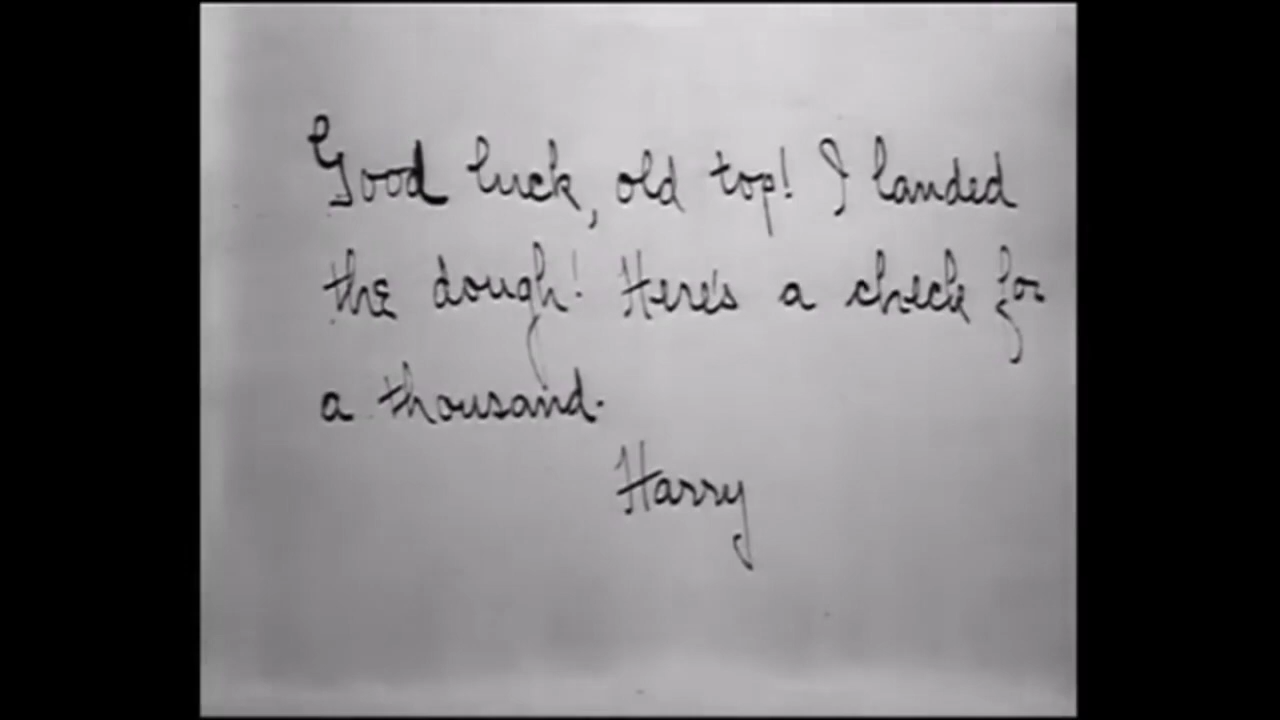 Good luck, old top! I landed
the dough! Here's a check for
a thousand.
Harry